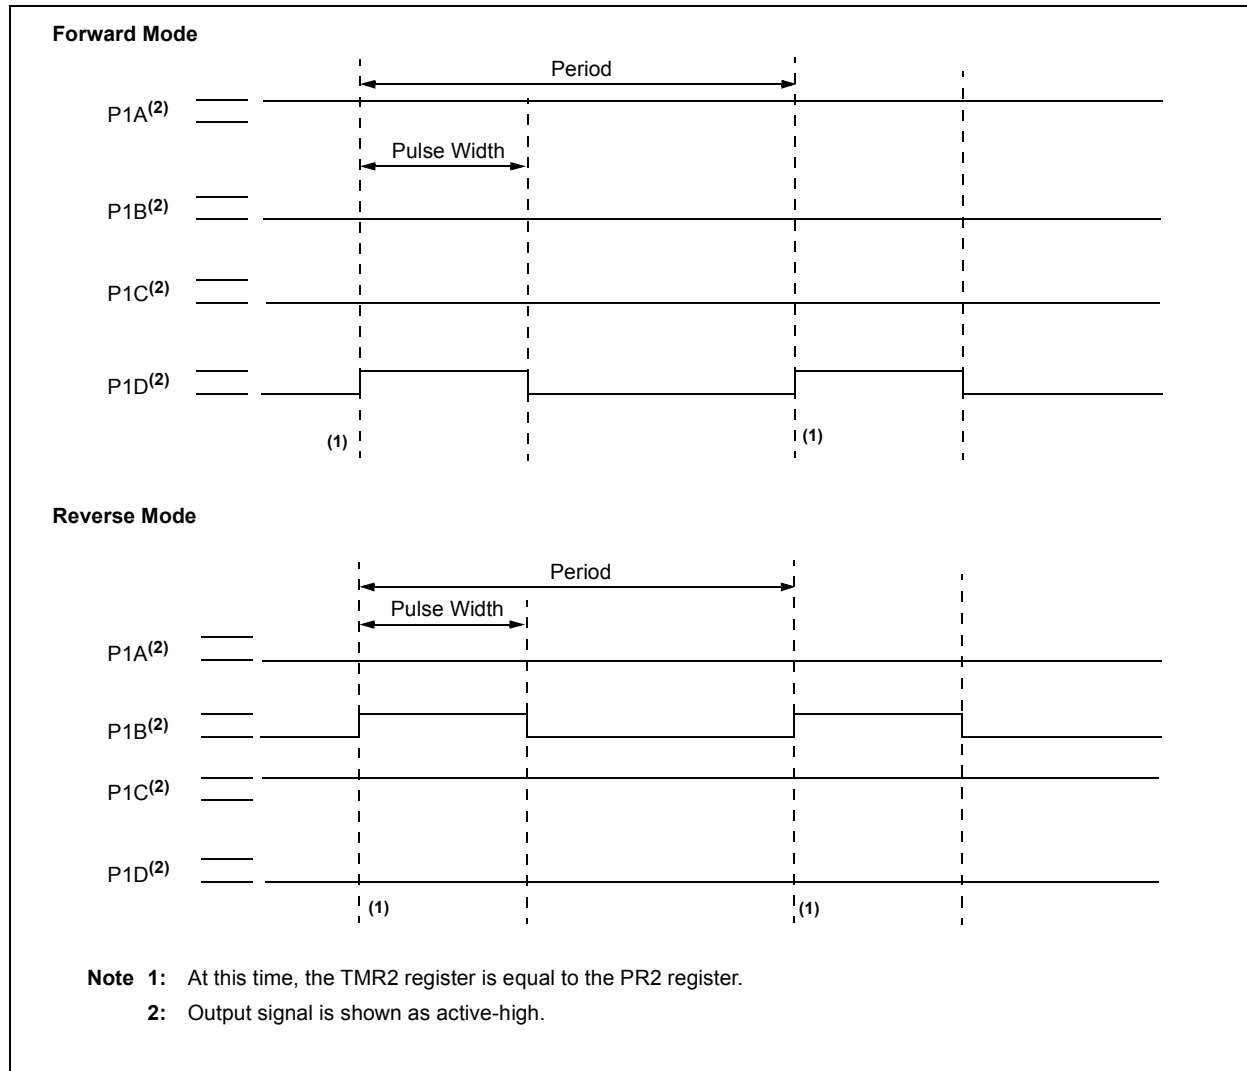 Forward Mode
Period
P1A(2)
Pulse Width
P1B(2)
P1C(2)
P1D(2)
(1) (1)
Reverse Mode
Period
Pulse Width
P1A(2)
P1B(2)
P1C(2)
P1D(2)
(1) (1)
Note 1: At this time, the TMR2 register is equal to the PR2 register.
2: Output signal is shown as active-high.